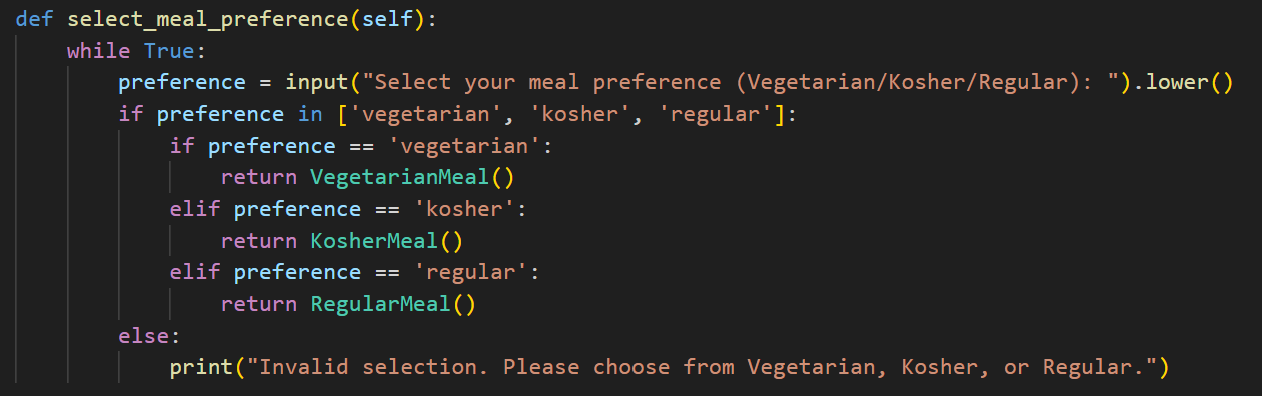 def select_meal_preference(self):
    while True:
        preference = input("Select your meal preference (Vegetarian/Kosher/Regular): ").lower()
        if preference in ['vegetarian', 'kosher', 'regular']:
            if preference == 'vegetarian':
                return VegetarianMeal()
            elif preference == 'kosher':
                return KosherMeal()
            elif preference == 'regular':
                return RegularMeal()
        else:
            print("Invalid selection. Please choose from Vegetarian, Kosher, or Regular.")